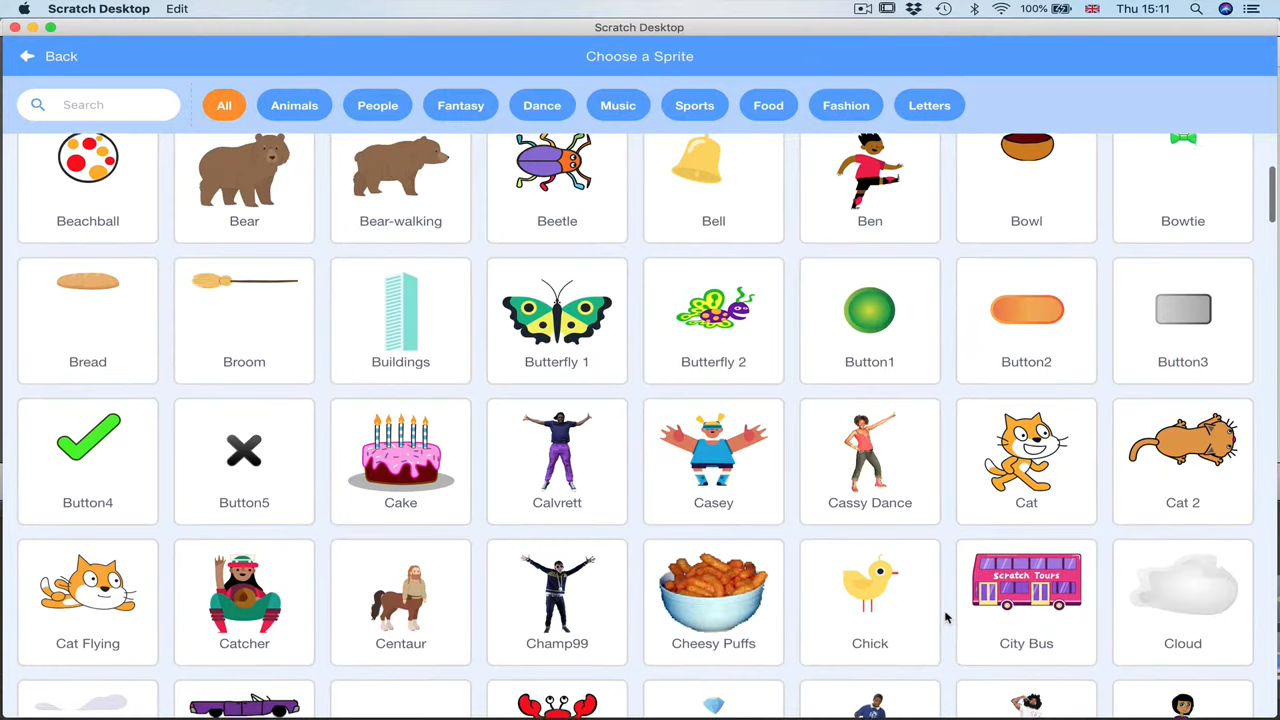 Scratch Desktop Edit 100% Thu 15:11
Scratch Desktop
Back Choose a Sprite
Search All Animals People Fantasy Dance Music Sports Food Fashion Letters
Beachball Bear Bear-walking Beetle Bell Ben Bowl Bowtie
Bread Broom Buildings Butterfly 1 Butterfly 2 Button1 Button2 Button3
Button4 Button5 Cake Calvrett Casey Cassy Dance Cat Cat 2
Scratch Tours
Cat Flying Catcher Centaur Champ99 Cheesy Puffs Chick City Bus Cloud